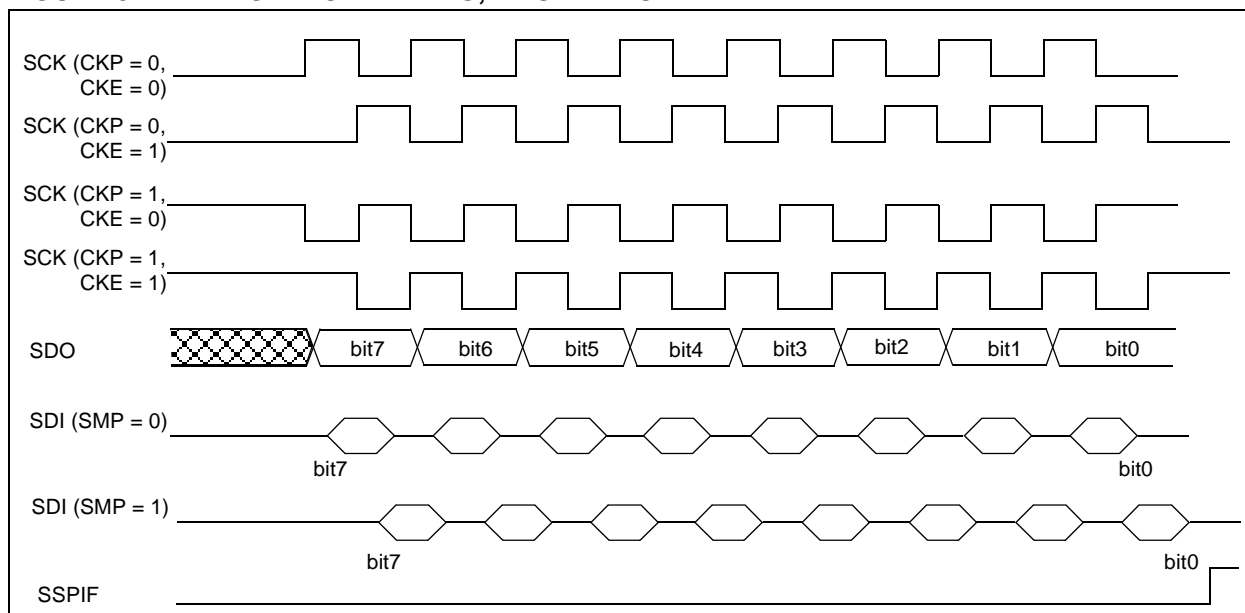 SCK (CKP = 0,
CKE = 0)
SCK (CKP = 0,
CKE = 1)
SCK (CKP = 1,
CKE = 0)
SCK (CKP = 1,
CKE = 1)
SDO bit7 bit6 bit5 bit4 bit3 bit2 bit1 bit0
SDI (SMP = 0)
bit7 bit0
SDI (SMP = 1)
bit7 bit0
SSPIF